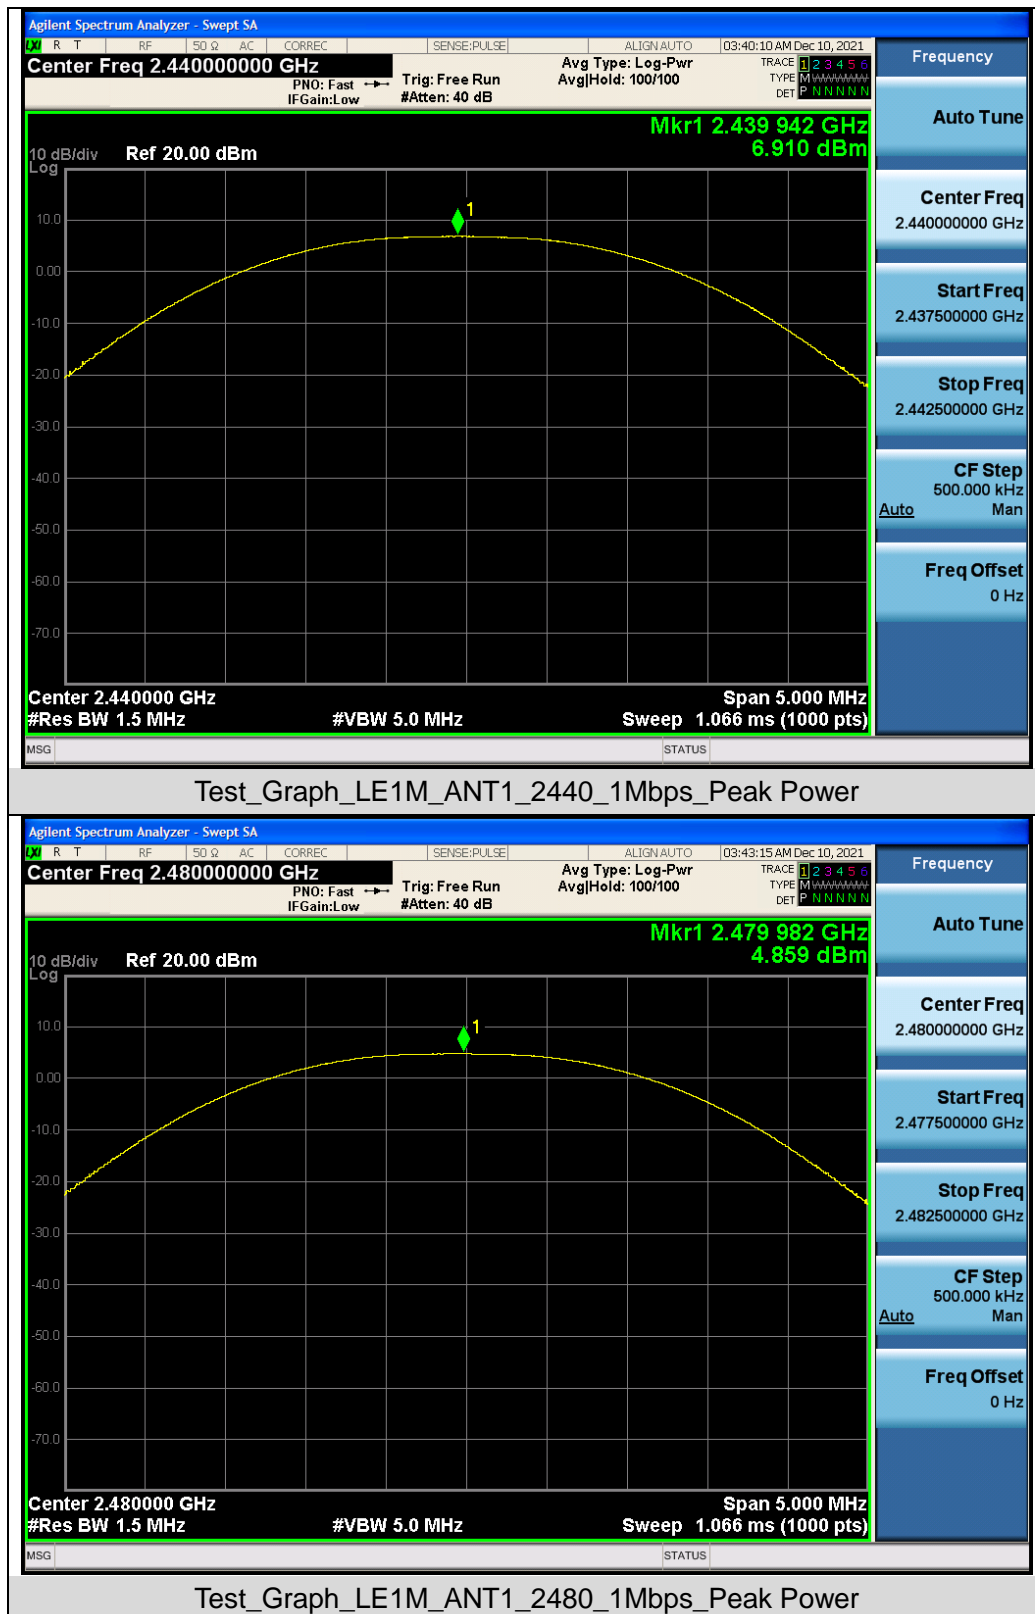 Agilent Spectrum Analyzer - Swept SA
LXI R T RF 50 Ω AC CORREC SENSE:PULSE ALIGN AUTO 03:40:10 AM Dec 10, 2021
Center Freq 2.440000000 GHz
PNO: Fast
IFGain:Low
Trig: Free Run
#Atten: 40 dB
Avg Type: Log-Pwr
Avg|Hold: 100/100
TRACE 1 2 3 4 5 6
TYPE M WWWWW
DET P N N N N N
Frequency
Auto Tune
Center Freq
2.440000000 GHz
Start Freq
2.437500000 GHz
Stop Freq
2.442500000 GHz
CF Step
500.000 kHz
Auto Man
Freq Offset
0 Hz
Mkr1 2.439 942 GHz
6.910 dBm
10 dB/div Ref 20.00 dBm
Log
1
10.0
0.00
-10.0
-20.0
-30.0
-40.0
-50.0
-60.0
-70.0
Center 2.440000 GHz Span 5.000 MHz
#Res BW 1.5 MHz #VBW 5.0 MHz Sweep 1.066 ms (1000 pts)
MSG STATUS
Test_Graph_LE1M_ANT1_2440_1Mbps_Peak Power
Agilent Spectrum Analyzer - Swept SA
LXI R T RF 50 Ω AC CORREC SENSE:PULSE ALIGN AUTO 03:43:15 AM Dec 10, 2021
Center Freq 2.480000000 GHz
PNO: Fast
IFGain:Low
Trig: Free Run
#Atten: 40 dB
Avg Type: Log-Pwr
Avg|Hold: 100/100
TRACE 1 2 3 4 5 6
TYPE M WWWWW
DET P N N N N N
Frequency
Auto Tune
Center Freq
2.480000000 GHz
Start Freq
2.477500000 GHz
Stop Freq
2.482500000 GHz
CF Step
500.000 kHz
Auto Man
Freq Offset
0 Hz
Mkr1 2.479 982 GHz
4.859 dBm
10 dB/div Ref 20.00 dBm
Log
1
10.0
0.00
-10.0
-20.0
-30.0
-40.0
-50.0
-60.0
-70.0
Center 2.480000 GHz Span 5.000 MHz
#Res BW 1.5 MHz #VBW 5.0 MHz Sweep 1.066 ms (1000 pts)
MSG STATUS
Test_Graph_LE1M_ANT1_2480_1Mbps_Peak Power